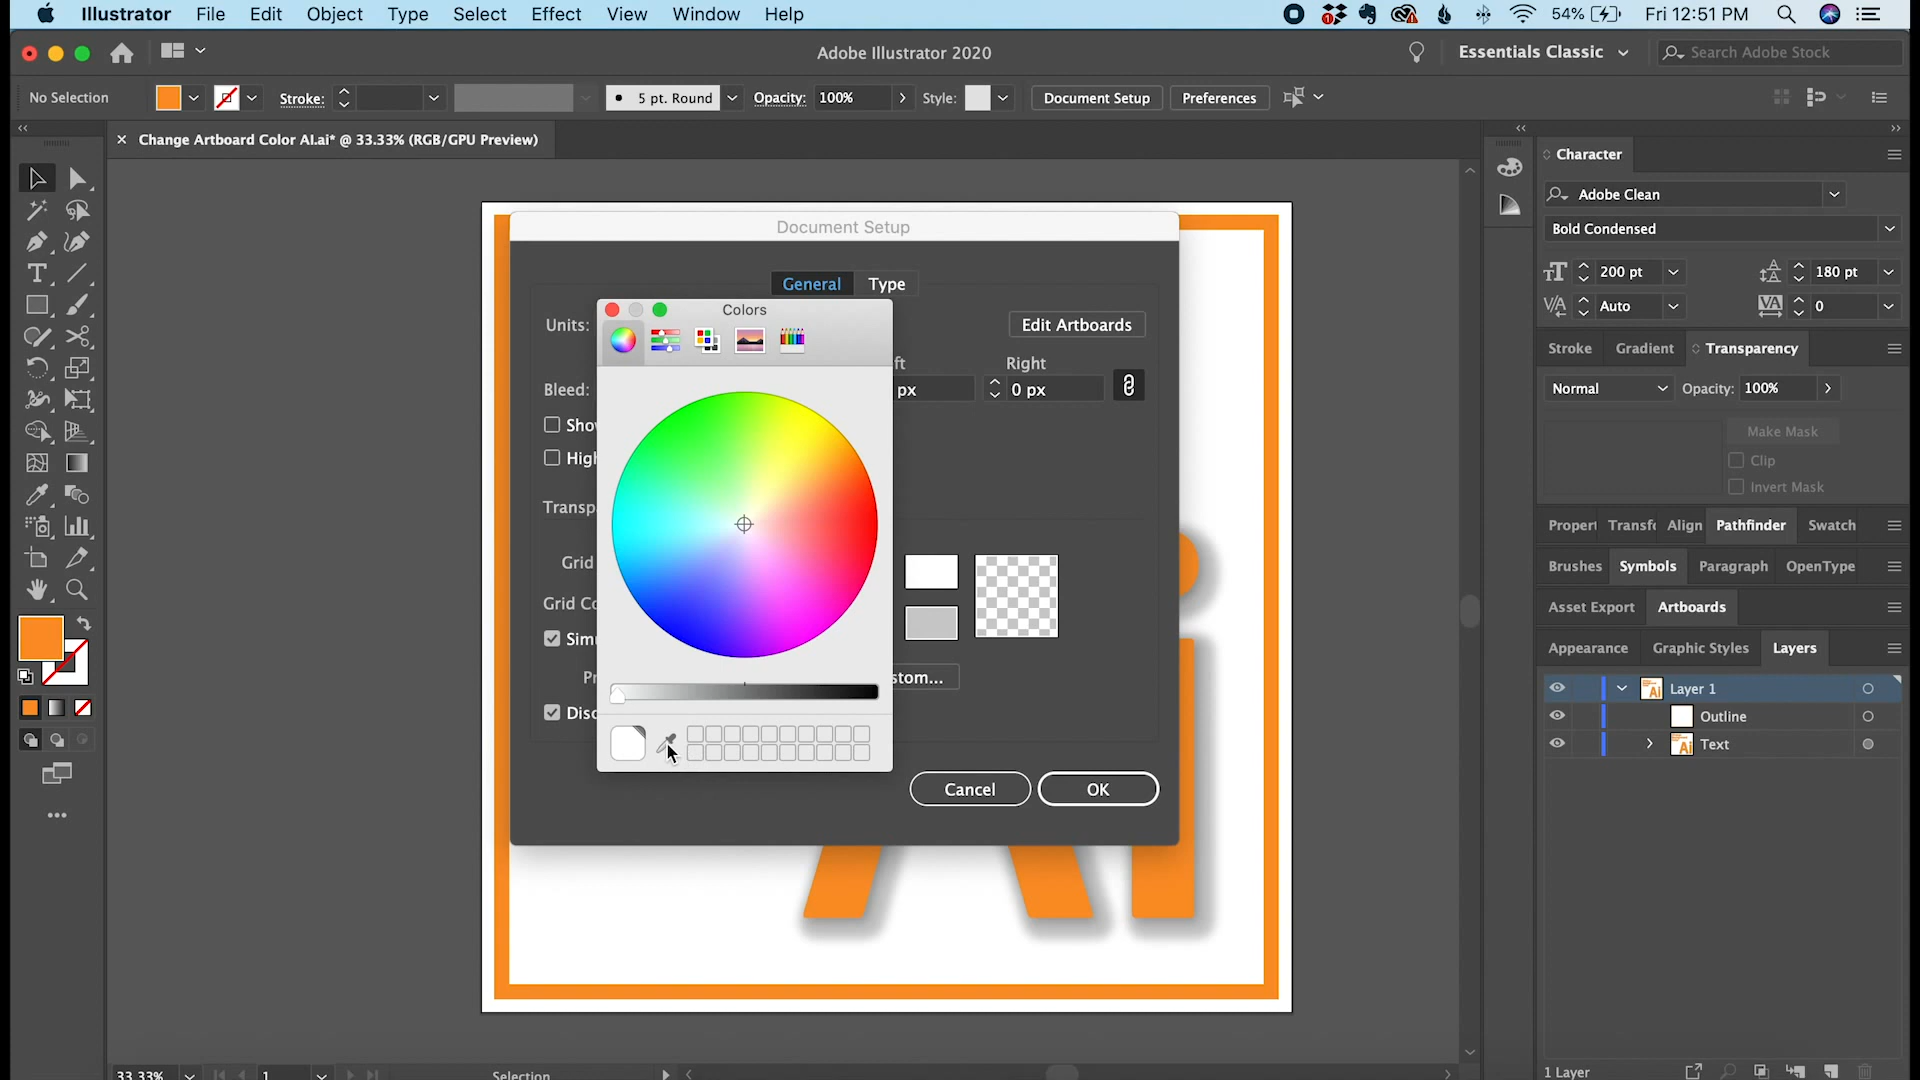 Illustrator File Edit Object Type Select Effect View Window Help
54% Fri 12:51 PM
Adobe Illustrator 2020
Essentials Classic
Search Adobe Stock
No Selection
Stroke:
5 pt. Round
Opacity: 100%
Style:
Document Setup
Preferences
Change Artboard Color AI.ai* @ 33.33% (RGB/GPU Preview)
Document Setup
General Type
Units:
Edit Artboards
ft Right
Bleed:
px
0 px
Sho
High
Transp
Grid
Grid Co
Simu
Pr
stom...
Disc
Cancel
OK
Colors
Character
Adobe Clean
Bold Condensed
200 pt
180 pt
Auto
0
Stroke Gradient Transparency
Normal
Opacity: 100%
Make Mask
Clip
Invert Mask
Propert Transfo Align Pathfinder Swatch
Brushes Symbols Paragraph OpenType
Asset Export Artboards
Appearance Graphic Styles Layers
Layer 1
Outline
Text
33.33%
1
Selection
1 Layer